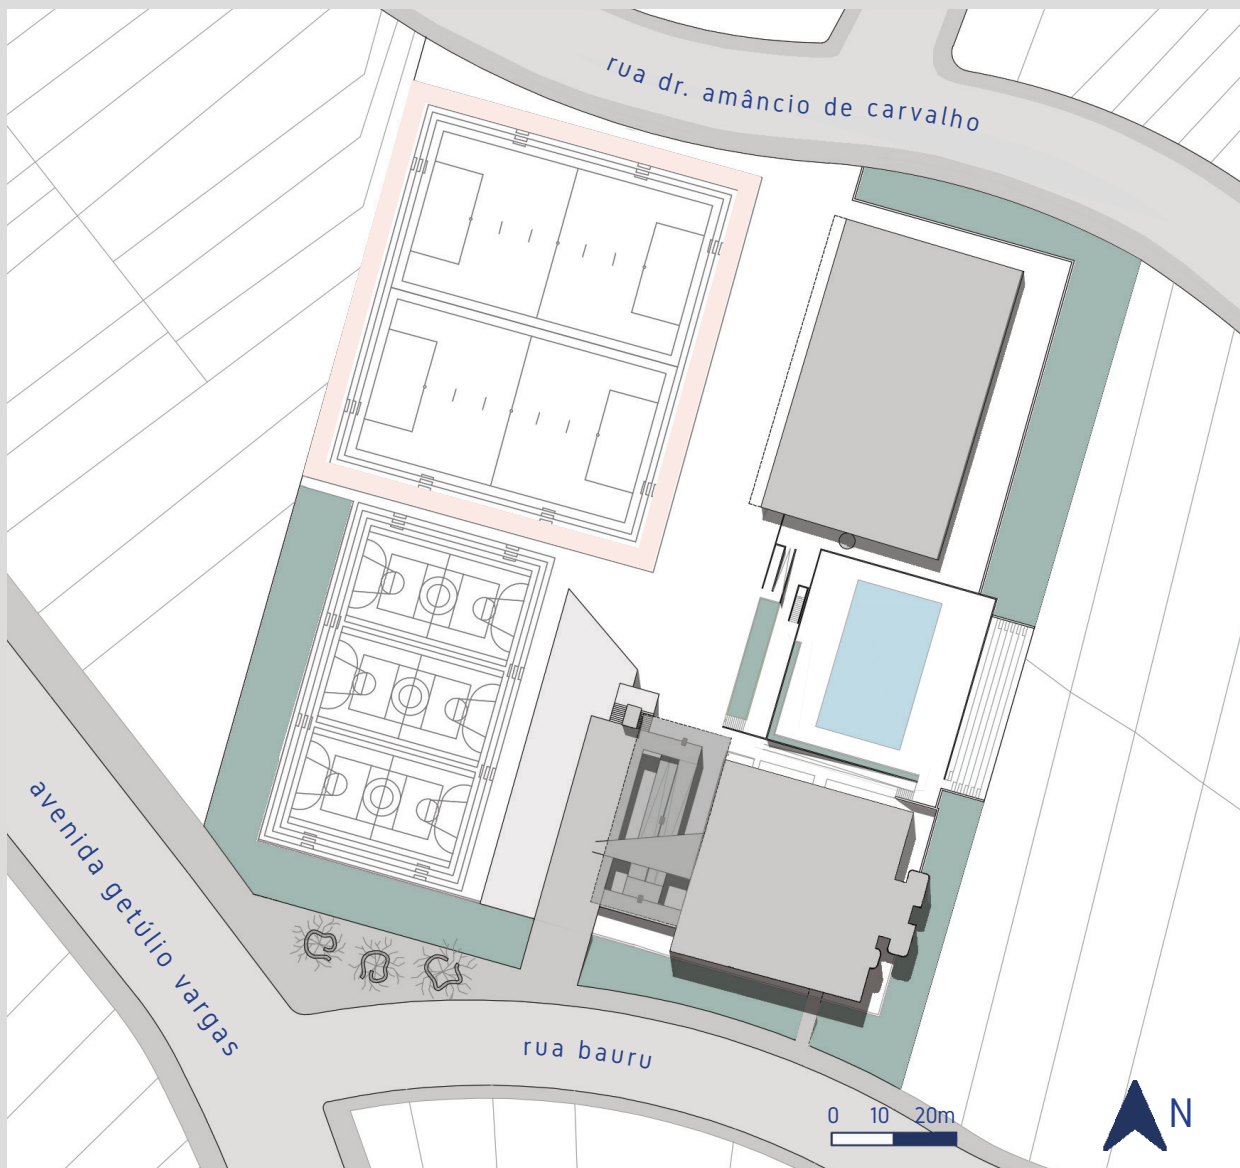 rua dr. amâncio de carvalho
avenida getúlio vargas
rua bauru
0 10 20m
N